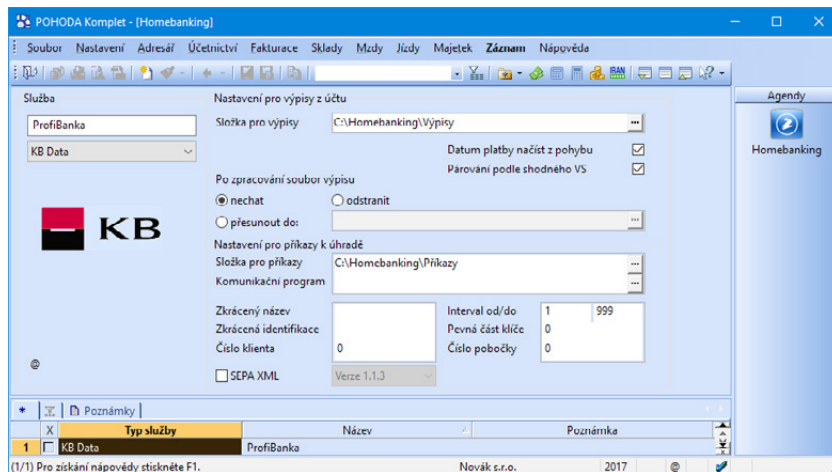 POHODA Komplet - [Homebanking]
Soubor Nastavení Adresář Účetnictví Fakturace Sklady Mzdy Jízdy Majetek Záznam Nápověda
IBAN
Služba
ProfiBanka
KB Data
KB
@
Nastavení pro výpisy z účtu
Složka pro výpisy C:\Homebanking\Výpisy ...
Datum platby načíst z pohybu
Párování podle shodného VS
Po zpracování soubor výpisu
nechat odstranit
přesunout do: ...
Nastavení pro příkazy k úhradě
Složka pro příkazy C:\Homebanking\Příkazy ...
Komunikační program ...
Zkrácený název Interval od/do 1 999
Zkrácená identifikace Pevná část klíče 0
Číslo klienta 0 Číslo pobočky 0
SEPA XML Verze 1.1.3
Agendy
Homebanking
* Poznámky
X Typ služby Název Poznámka
1 KB Data ProfiBanka
(1/1) Pro získání nápovědy stiskněte F1. Novák s.r.o. 2017 @